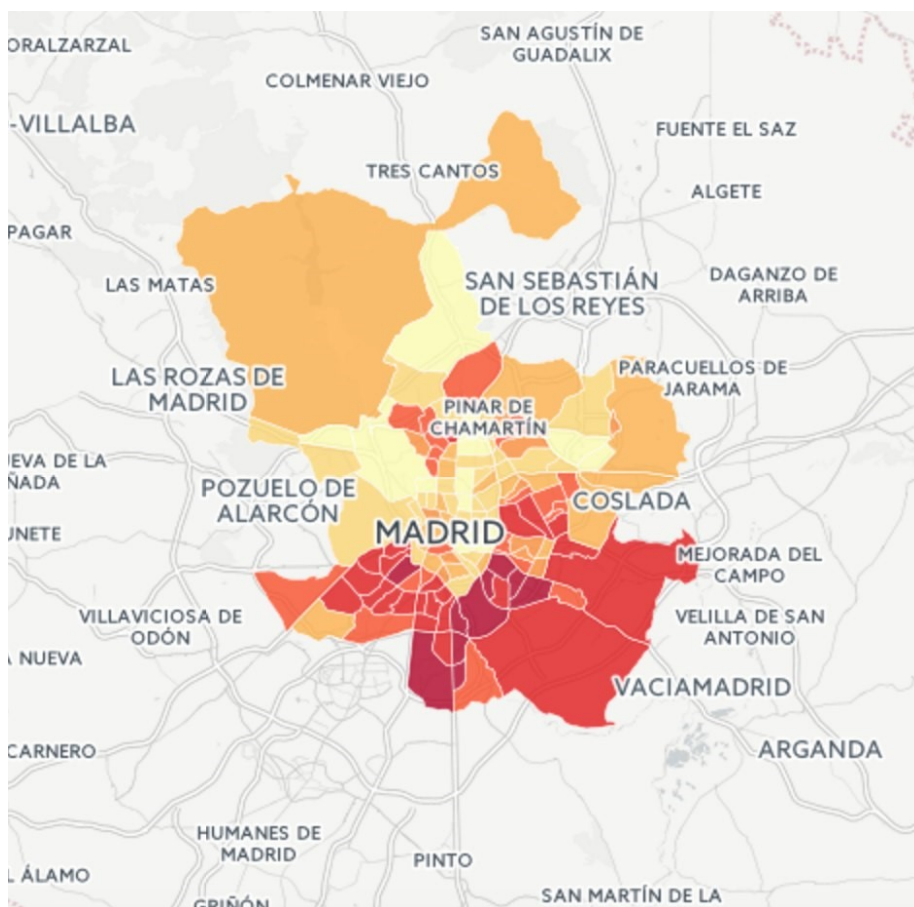 ORALZARZAL
SAN AGUSTÍN DE
GUADALIX
COLMENAR VIEJO
-VILLALBA
FUENTE EL SAZ
TRES CANTOS
ALGETE
PAGAR
LAS MATAS
SAN SEBASTIÁN
DE LOS REYES
DAGANZO DE
ARRIBA
LAS ROZAS DE
MADRID
PARACUELLOS DE
JARAMA
PINAR DE
CHAMARTÍN
UEVA DE LA
ÑADA
POZUELO DE
ALARCÓN
COSLADA
UNETE
MADRID
MEJORADA DEL
CAMPO
VILLAVICIOSA DE
ODÓN
VELILLA DE SAN
ANTONIO
A NUEVA
VACIAMADRID
CARNERO
ARGANDA
HUMANES DE
MADRID
PINTO
L ÁLAMO
GRIÑÓN
SAN MARTÍN DE LA